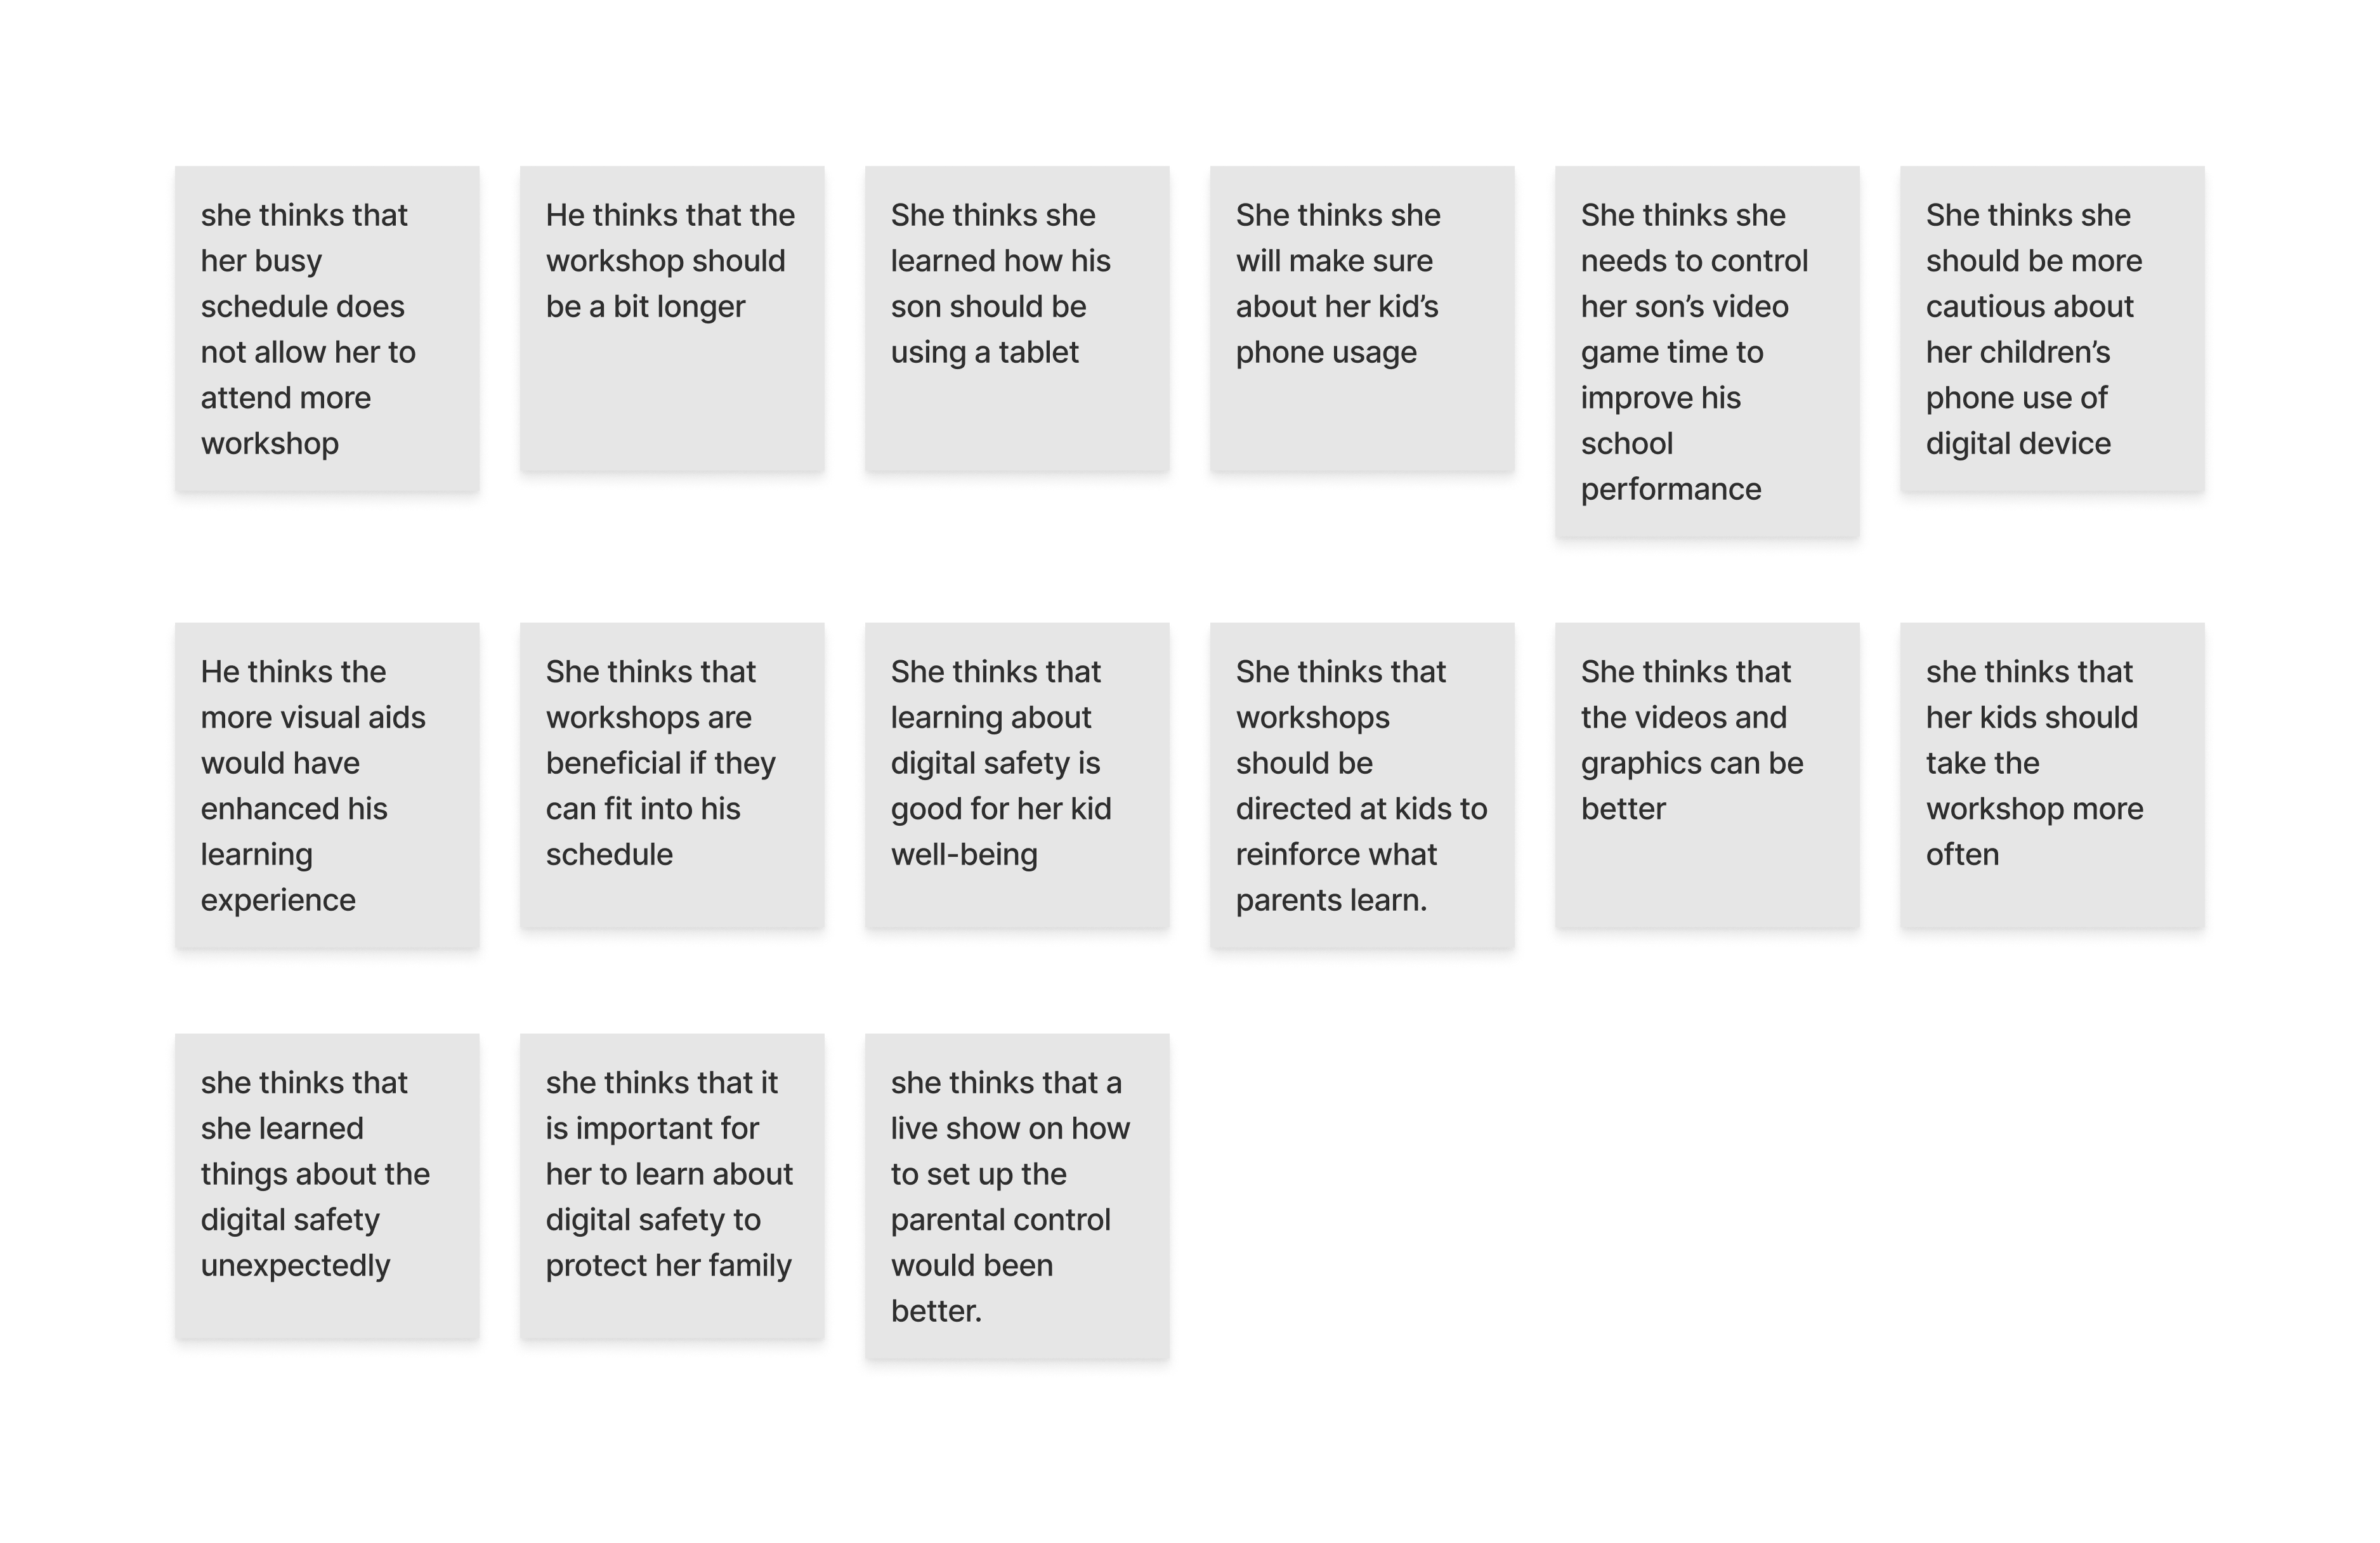 she thinks that
her busy
schedule does
not allow her to
attend more
workshop
He thinks that the
workshop should
be a bit longer
She thinks she
learned how his
son should be
using a tablet
She thinks she
will make sure
about her kid’s
phone usage
She thinks she
needs to control
her son’s video
game time to
improve his
school
performance
She thinks she
should be more
cautious about
her children’s
phone use of
digital device
He thinks the
more visual aids
would have
enhanced his
learning
experience
She thinks that
workshops are
beneficial if they
can fit into his
schedule
She thinks that
learning about
digital safety is
good for her kid
well-being
She thinks that
workshops
should be
directed at kids to
reinforce what
parents learn.
She thinks that
the videos and
graphics can be
better
she thinks that
her kids should
take the
workshop more
often
she thinks that
she learned
things about the
digital safety
unexpectedly
she thinks that it
is important for
her to learn about
digital safety to
protect her family
she thinks that a
live show on how
to set up the
parental control
would been
better.